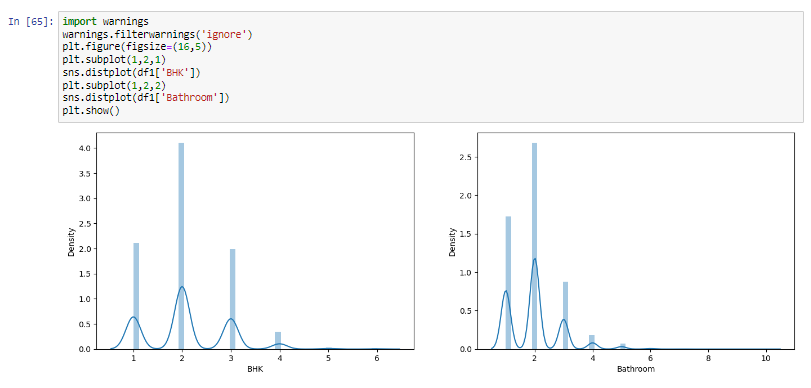 In [65]:
import warnings
warnings.filterwarnings('ignore')
plt.figure(figsize=(16,5))
plt.subplot(1,2,1)
sns.distplot(df1['BHK'])
plt.subplot(1,2,2)
sns.distplot(df1['Bathroom'])
plt.show()
4.0
3.5
3.0
2.5
2.0
1.5
1.0
0.5
0.0
Density
1 2 3 4 5 6
BHK
2.5
2.0
1.5
1.0
0.5
0.0
Density
2 4 6 8 10
Bathroom